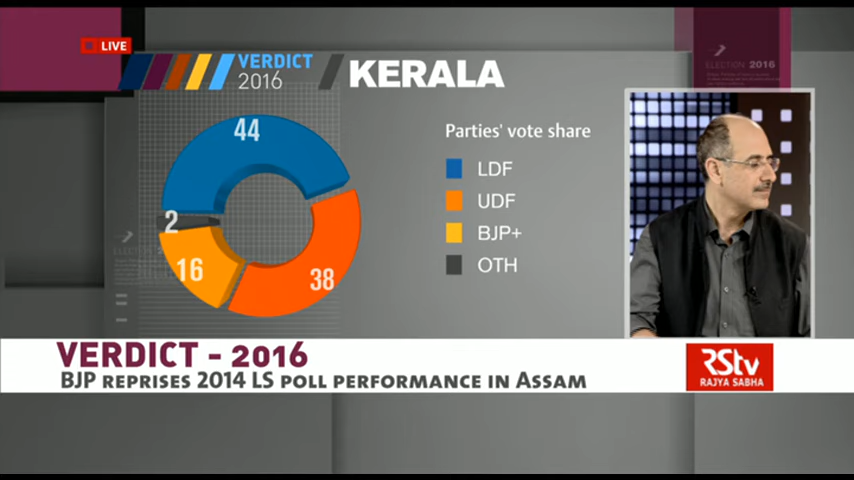 LIVE
VERDICT
2016
KERALA
ELECTION 2016
44
2
16
38
Parties' vote share
LDF
UDF
BJP+
OTH
VERDICT - 2016
BJP REPRISES 2014 LS POLL PERFORMANCE IN ASSAM
RStv
RAJYA SABHA